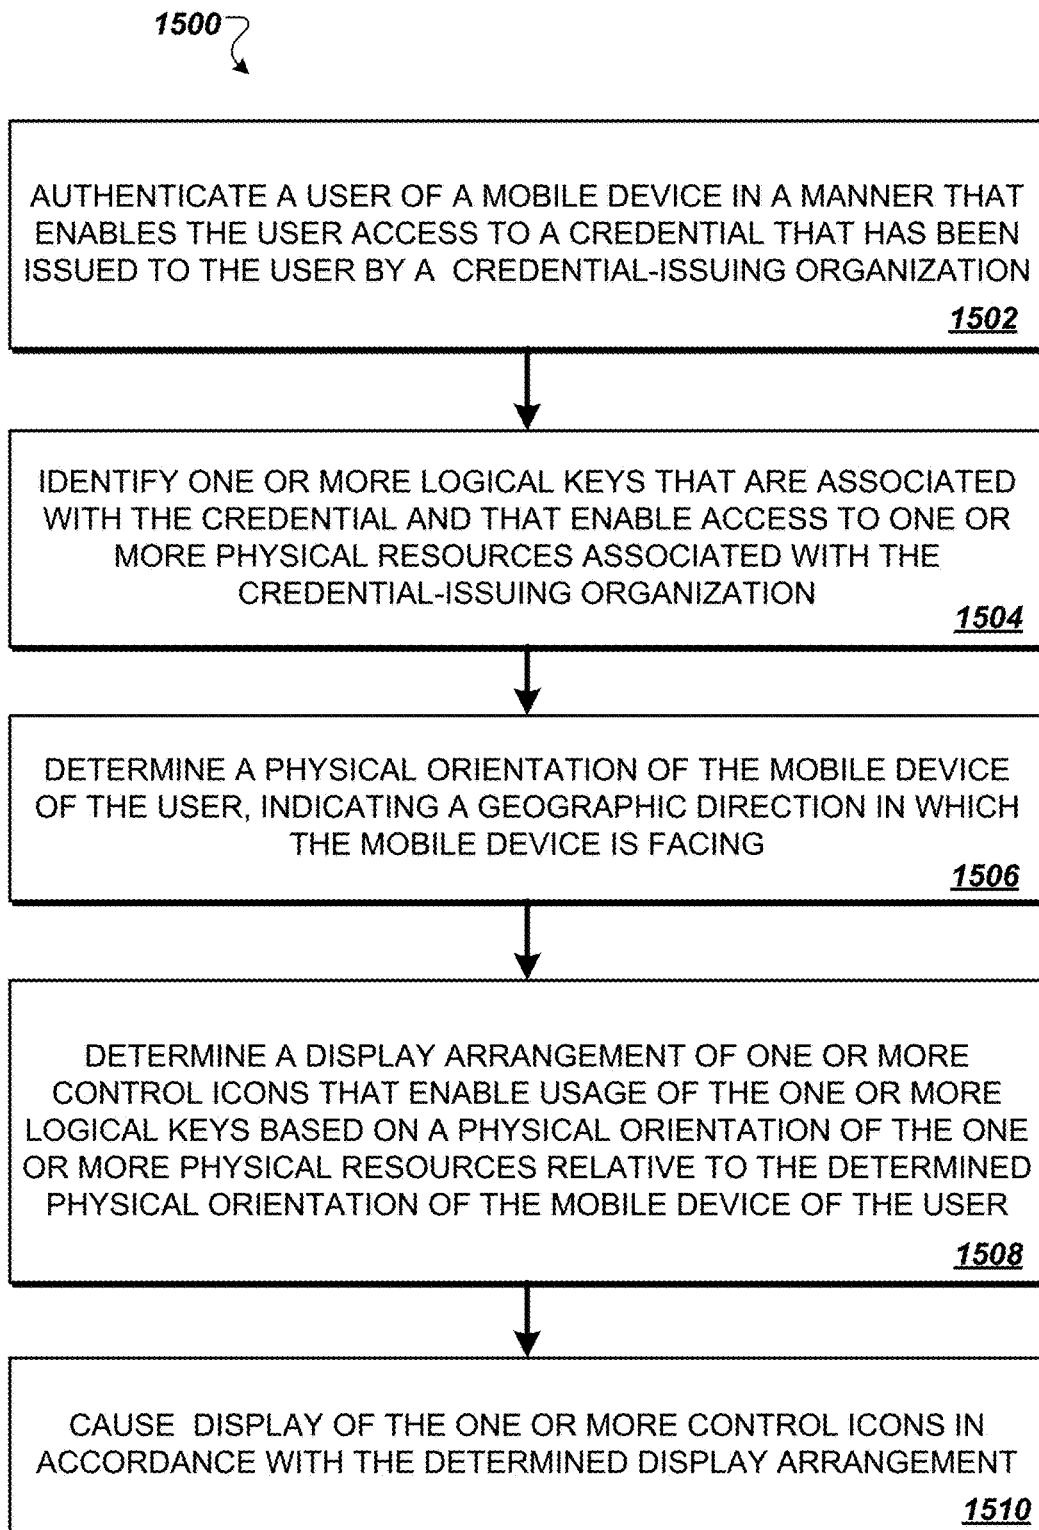 1500
AUTHENTICATE A USER OF A MOBILE DEVICE IN A MANNER THAT
ENABLES THE USER ACCESS TO A CREDENTIAL THAT HAS BEEN
ISSUED TO THE USER BY A CREDENTIAL-ISSUING ORGANIZATION
1502
IDENTIFY ONE OR MORE LOGICAL KEYS THAT ARE ASSOCIATED
WITH THE CREDENTIAL AND THAT ENABLE ACCESS TO ONE OR
MORE PHYSICAL RESOURCES ASSOCIATED WITH THE
CREDENTIAL-ISSUING ORGANIZATION
1504
DETERMINE A PHYSICAL ORIENTATION OF THE MOBILE DEVICE
OF THE USER, INDICATING A GEOGRAPHIC DIRECTION IN WHICH
THE MOBILE DEVICE IS FACING
1506
DETERMINE A DISPLAY ARRANGEMENT OF ONE OR MORE
CONTROL ICONS THAT ENABLE USAGE OF THE ONE OR MORE
LOGICAL KEYS BASED ON A PHYSICAL ORIENTATION OF THE ONE
OR MORE PHYSICAL RESOURCES RELATIVE TO THE DETERMINED
PHYSICAL ORIENTATION OF THE MOBILE DEVICE OF THE USER
1508
CAUSE DISPLAY OF THE ONE OR MORE CONTROL ICONS IN
ACCORDANCE WITH THE DETERMINED DISPLAY ARRANGEMENT
1510